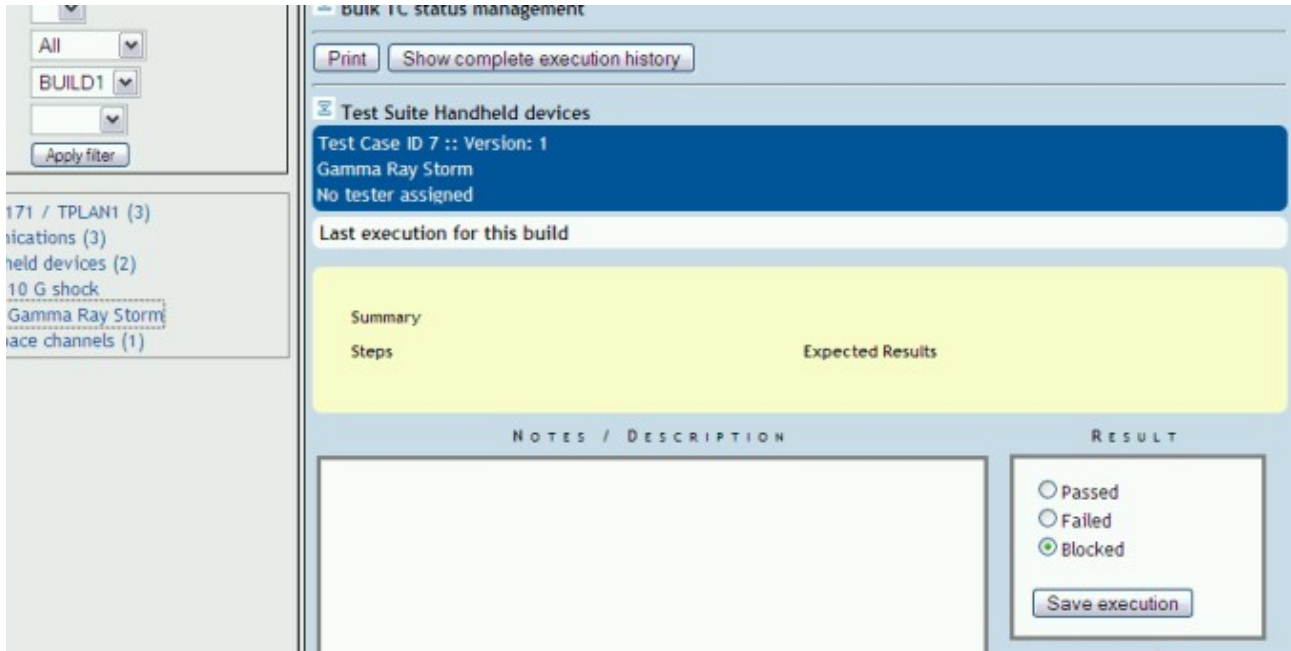 All
BUILD1
Apply filter
171 / TPLAN1 (3)
nications (3)
held devices (2)
10 G shock
Gamma Ray Storm
pace channels (1)
Bulk TC status management
Print Show complete execution history
Test Suite Handheld devices
Test Case ID 7 :: Version: 1
Gamma Ray Storm
No tester assigned
Last execution for this build
Summary
Steps Expected Results
Notes / Description Result
Passed
Failed
Blocked
Save execution